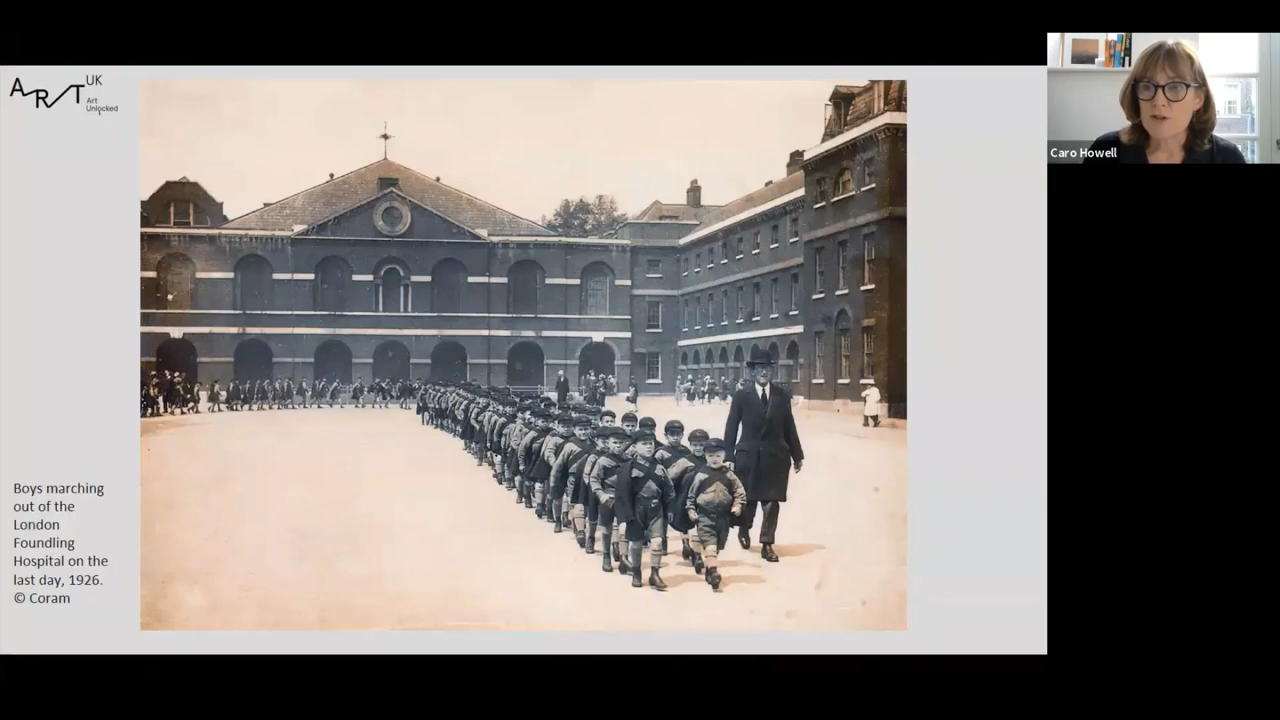 ART UK
Art
Unlocked
Caro Howell
Boys marching
out of the
London
Foundling
Hospital on the
last day, 1926.
© Coram